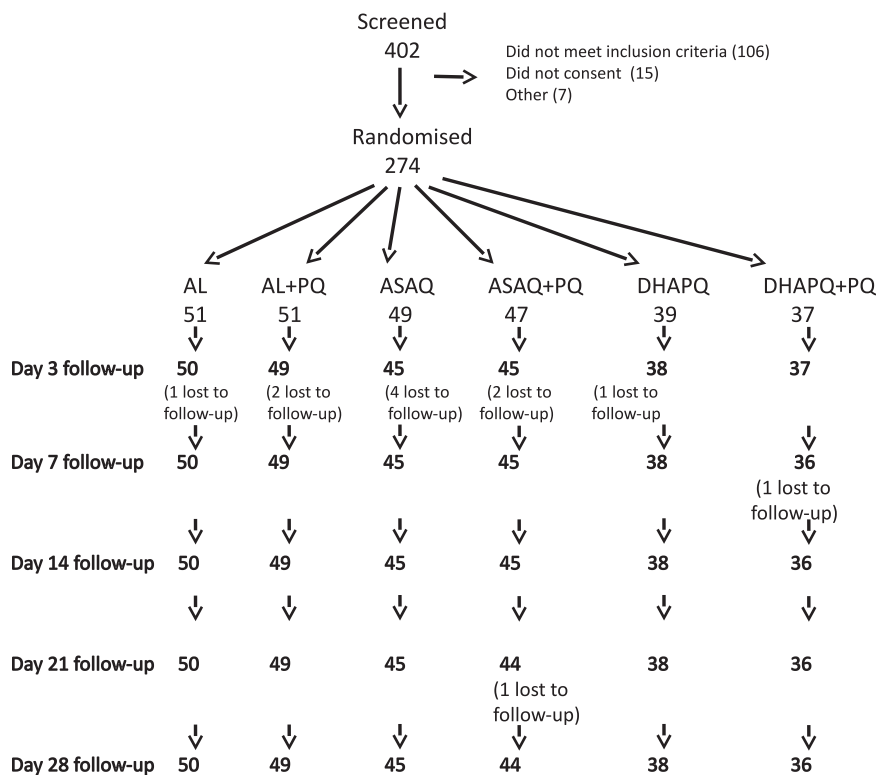 Screened
402
Did not meet inclusion criteria (106)
Did not consent (15)
Other (7)
Randomised
274
AL AL+PQ ASAQ ASAQ+PQ DHAPQ DHAPQ+PQ
51 51 49 47 39 37
Day 3 follow-up 50 49 45 45 38 37
(1 lost to (2 lost to (4 lost to (2 lost to (1 lost to
follow-up) follow-up) follow-up) follow-up) follow-up
Day 7 follow-up 50 49 45 45 38 36
(1 lost to
follow-up)
Day 14 follow-up 50 49 45 45 38 36
Day 21 follow-up 50 49 45 44 38 36
(1 lost to
follow-up)
Day 28 follow-up 50 49 45 44 38 36